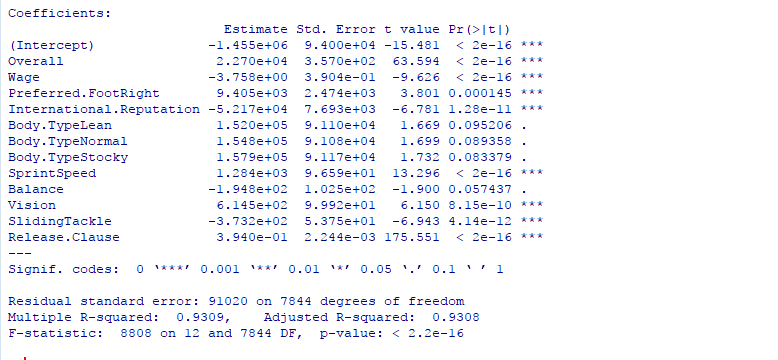 Coefficients:
Estimate Std. Error t value Pr(>|t|)
(Intercept) -1.455e+06 9.400e+04 -15.481 < 2e-16 ***
Overall 2.270e+04 3.570e+02 63.594 < 2e-16 ***
Wage -3.758e+00 3.904e-01 -9.626 < 2e-16 ***
Preferred.FootRight 9.405e+03 2.474e+03 3.801 0.000145 ***
International.Reputation -5.217e+04 7.693e+03 -6.781 1.28e-11 ***
Body.TypeLean 1.520e+05 9.110e+04 1.669 0.095206 .
Body.TypeNormal 1.548e+05 9.108e+04 1.699 0.089358 .
Body.TypeStocky 1.579e+05 9.117e+04 1.732 0.083379 .
SprintSpeed 1.284e+03 9.659e+01 13.296 < 2e-16 ***
Balance -1.948e+02 1.025e+02 -1.900 0.057437 .
Vision 6.145e+02 9.992e+01 6.150 8.15e-10 ***
SlidingTackle -3.732e+02 5.375e+01 -6.943 4.14e-12 ***
Release.Clause 3.940e-01 2.244e-03 175.551 < 2e-16 ***
---
Signif. codes: 0 ‘***’ 0.001 ‘**’ 0.01 ‘*’ 0.05 ‘.’ 0.1 ‘ ’ 1
Residual standard error: 91020 on 7844 degrees of freedom
Multiple R-squared: 0.9309, Adjusted R-squared: 0.9308
F-statistic: 8808 on 12 and 7844 DF, p-value: < 2.2e-16